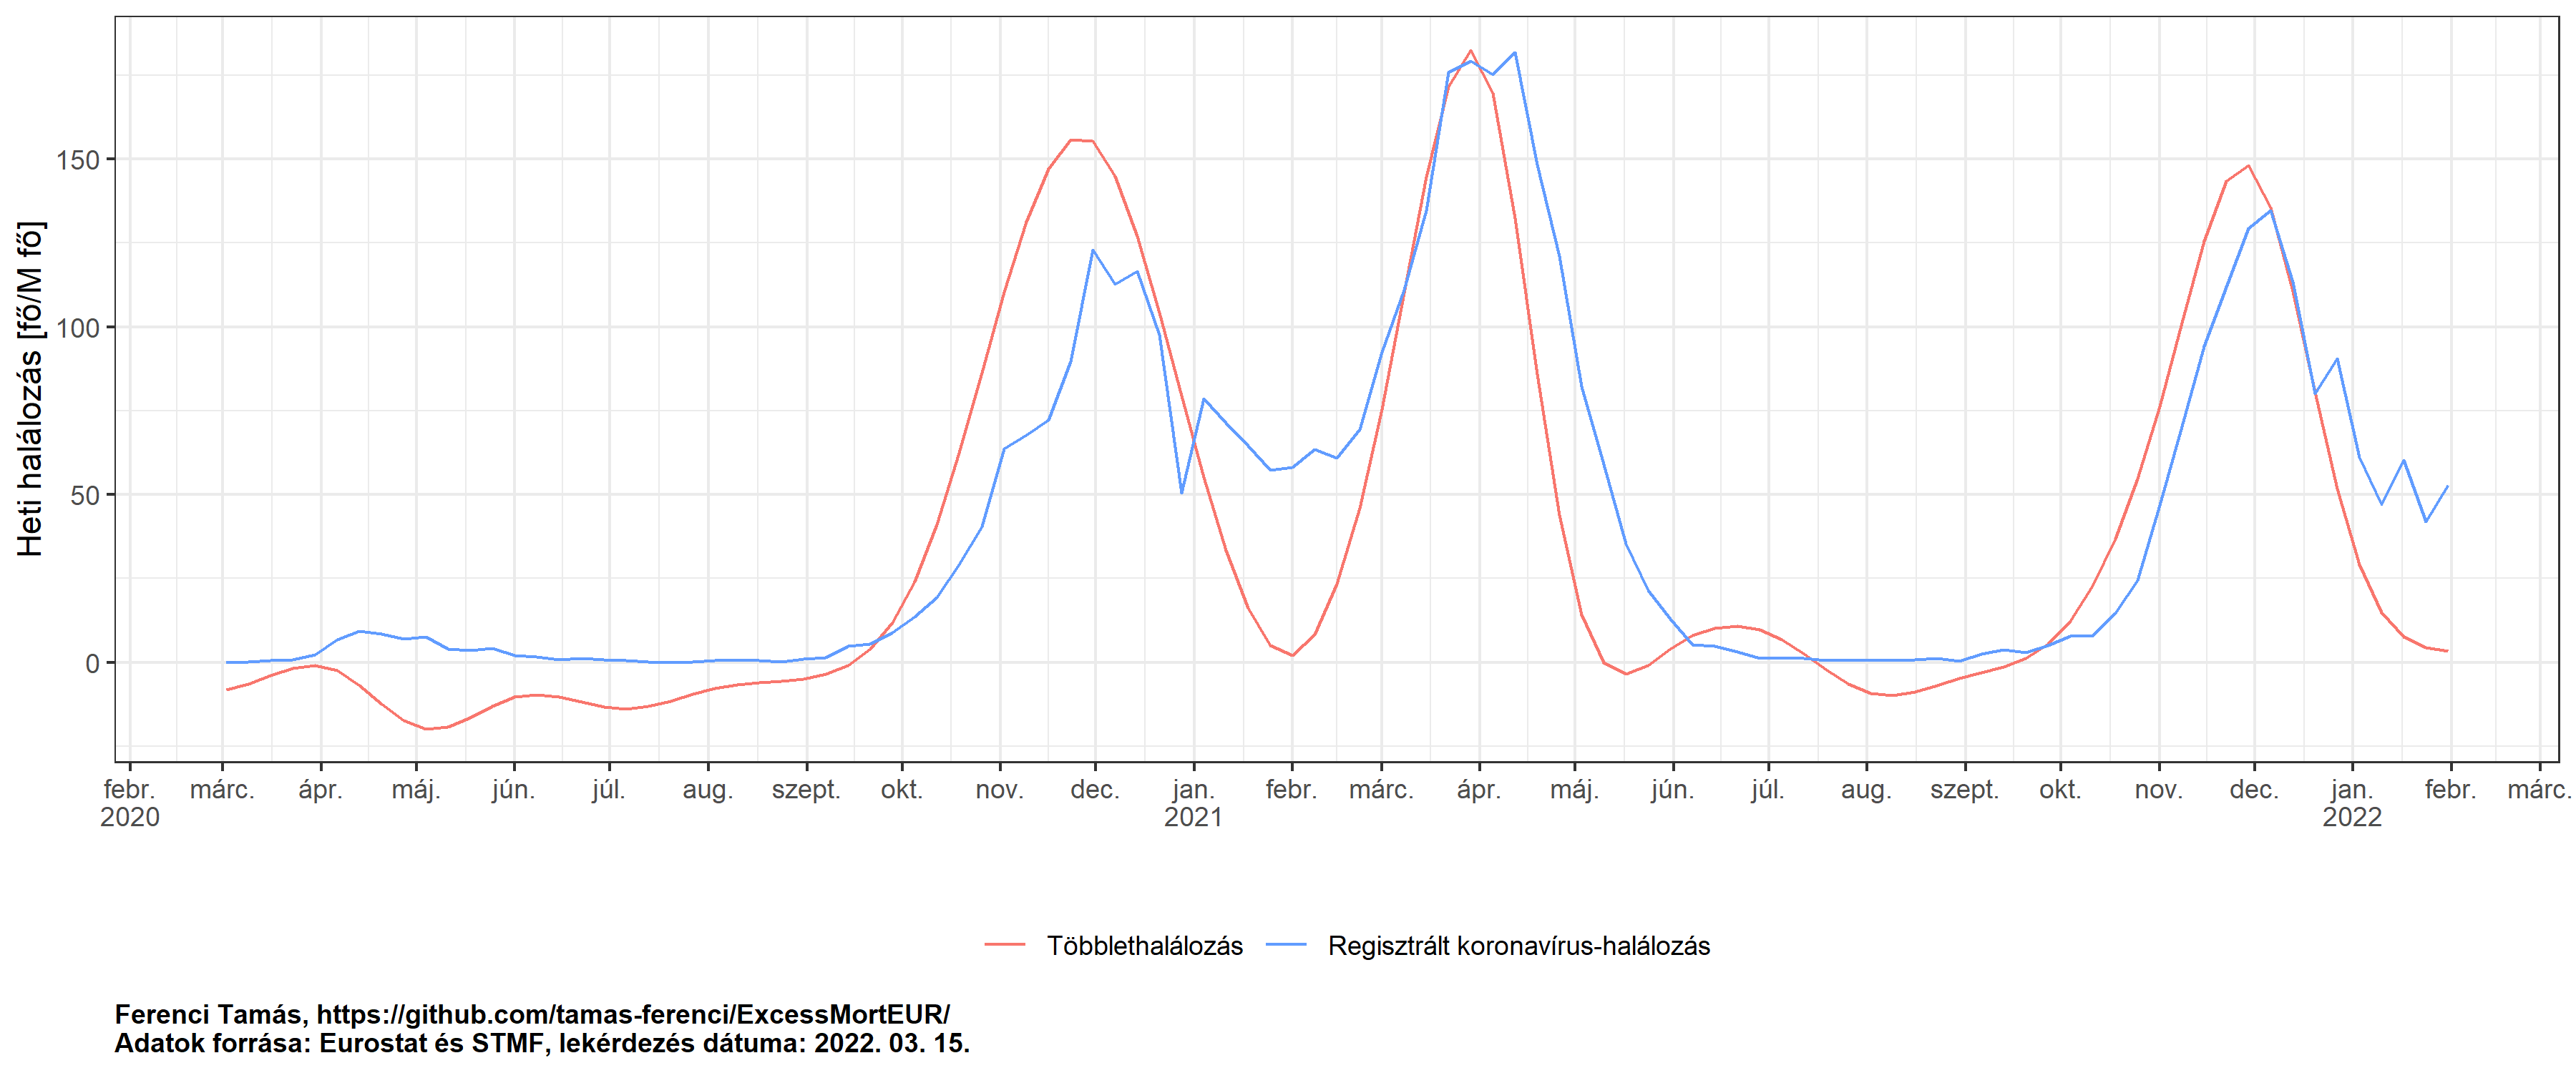 Heti halálozás [fő/M fő]
150
100
50
0
febr. márc. ápr. máj. jún. júl. aug. szept. okt. nov. dec. jan. febr. márc. ápr. máj. jún. júl. aug. szept. okt. nov. dec. jan. febr. márc.
2020 2021 2022
Többlethalálozás Regisztrált koronavírus-halálozás
Ferenci Tamás, https://github.com/tamas-ferenci/ExcessMortEUR/
Adatok forrása: Eurostat és STMF, lekérdezés dátuma: 2022. 03. 15.